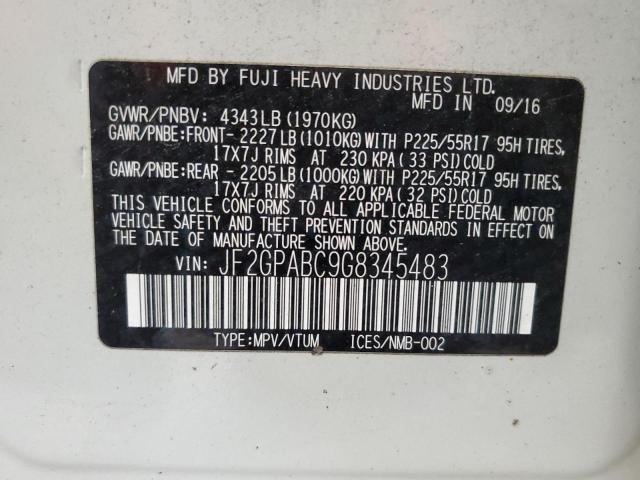 MFD BY FUJI HEAVY INDUSTRIES LTD.
MFD IN 09/16
GVWR/PNBV: 4343LB (1970KG)
GAWR/PNBE:FRONT- 2227LB (1010KG) WITH P225/55R17 95H TIRES,
17X7J RIMS AT 230 KPA ( 33 PSI) COLD
GAWR/PNBE:REAR - 2205LB (1000KG) WITH P225/55R17 95H TIRES,
17X7J RIMS AT 220 KPA ( 32 PSI) COLD
THIS VEHICLE CONFORMS TO ALL APPLICABLE FEDERAL MOTOR
VEHICLE SAFETY AND THEFT PREVENTION STANDARDS IN EFFECT
ON THE DATE OF MANUFACTURE SHOWN ABOVE.
VIN: JF2GPABC9G8345483
TYPE:MPV/VTUM ICES/NMB-002